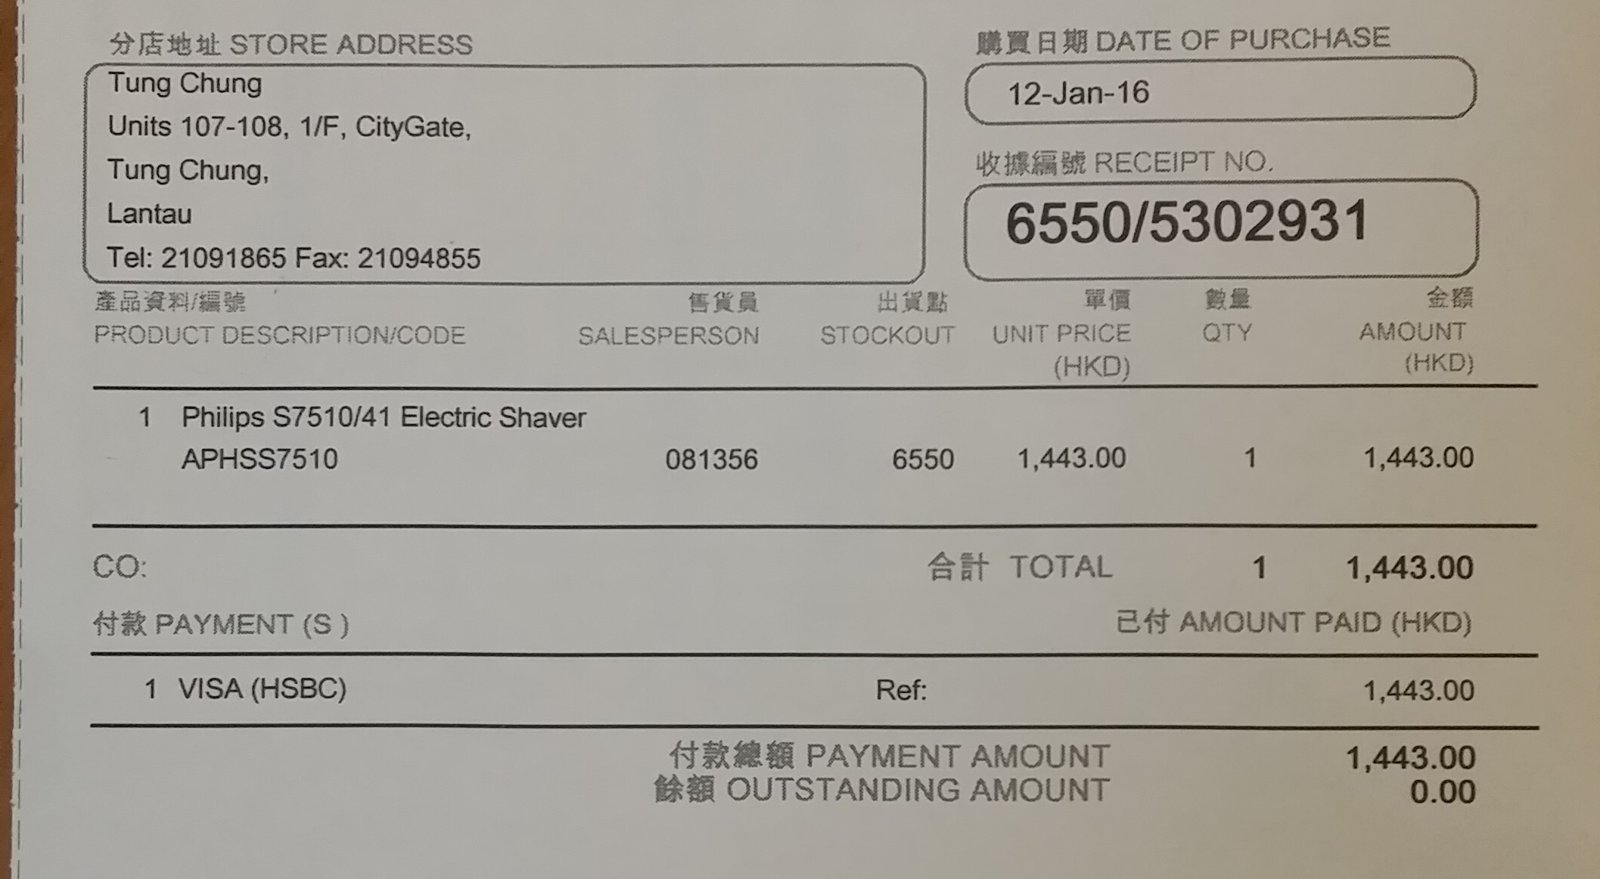 分店地址 STORE ADDRESS
Tung Chung
Units 107-108, 1/F, CityGate,
Tung Chung,
Lantau
Tel: 21091865 Fax: 21094855
購買日期 DATE OF PURCHASE
12-Jan-16
收據編號 RECEIPT NO.
6550/5302931
產品資料/編號 售貨員 出貨點 單價 數量 金額
PRODUCT DESCRIPTION/CODE SALESPERSON STOCKOUT UNIT PRICE QTY AMOUNT
(HKD) (HKD)
1 Philips S7510/41 Electric Shaver
APHSS7510 081356 6550 1,443.00 1 1,443.00
CO: 合計 TOTAL 1 1,443.00
付款 PAYMENT (S ) 已付 AMOUNT PAID (HKD)
1 VISA (HSBC) Ref: 1,443.00
付款總額 PAYMENT AMOUNT 1,443.00
餘額 OUTSTANDING AMOUNT 0.00